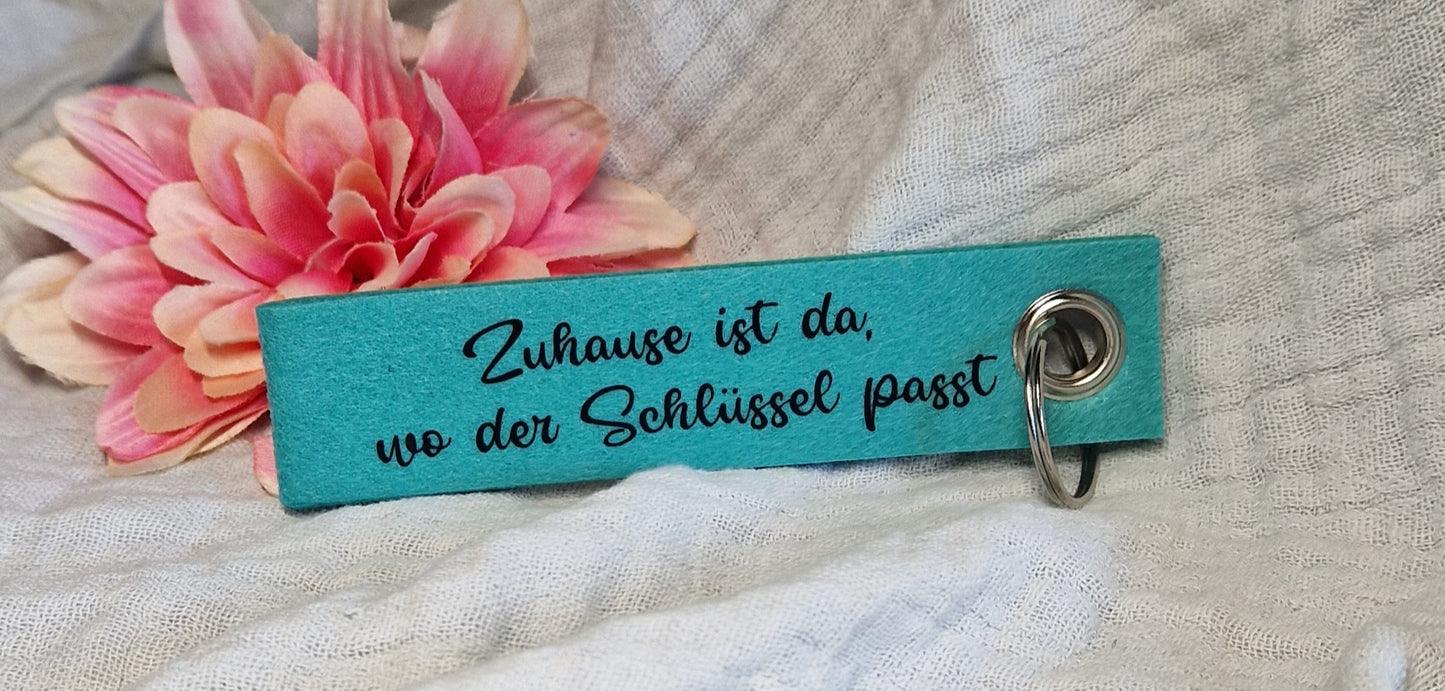 Zuhause ist da,
wo der Schlüssel passt